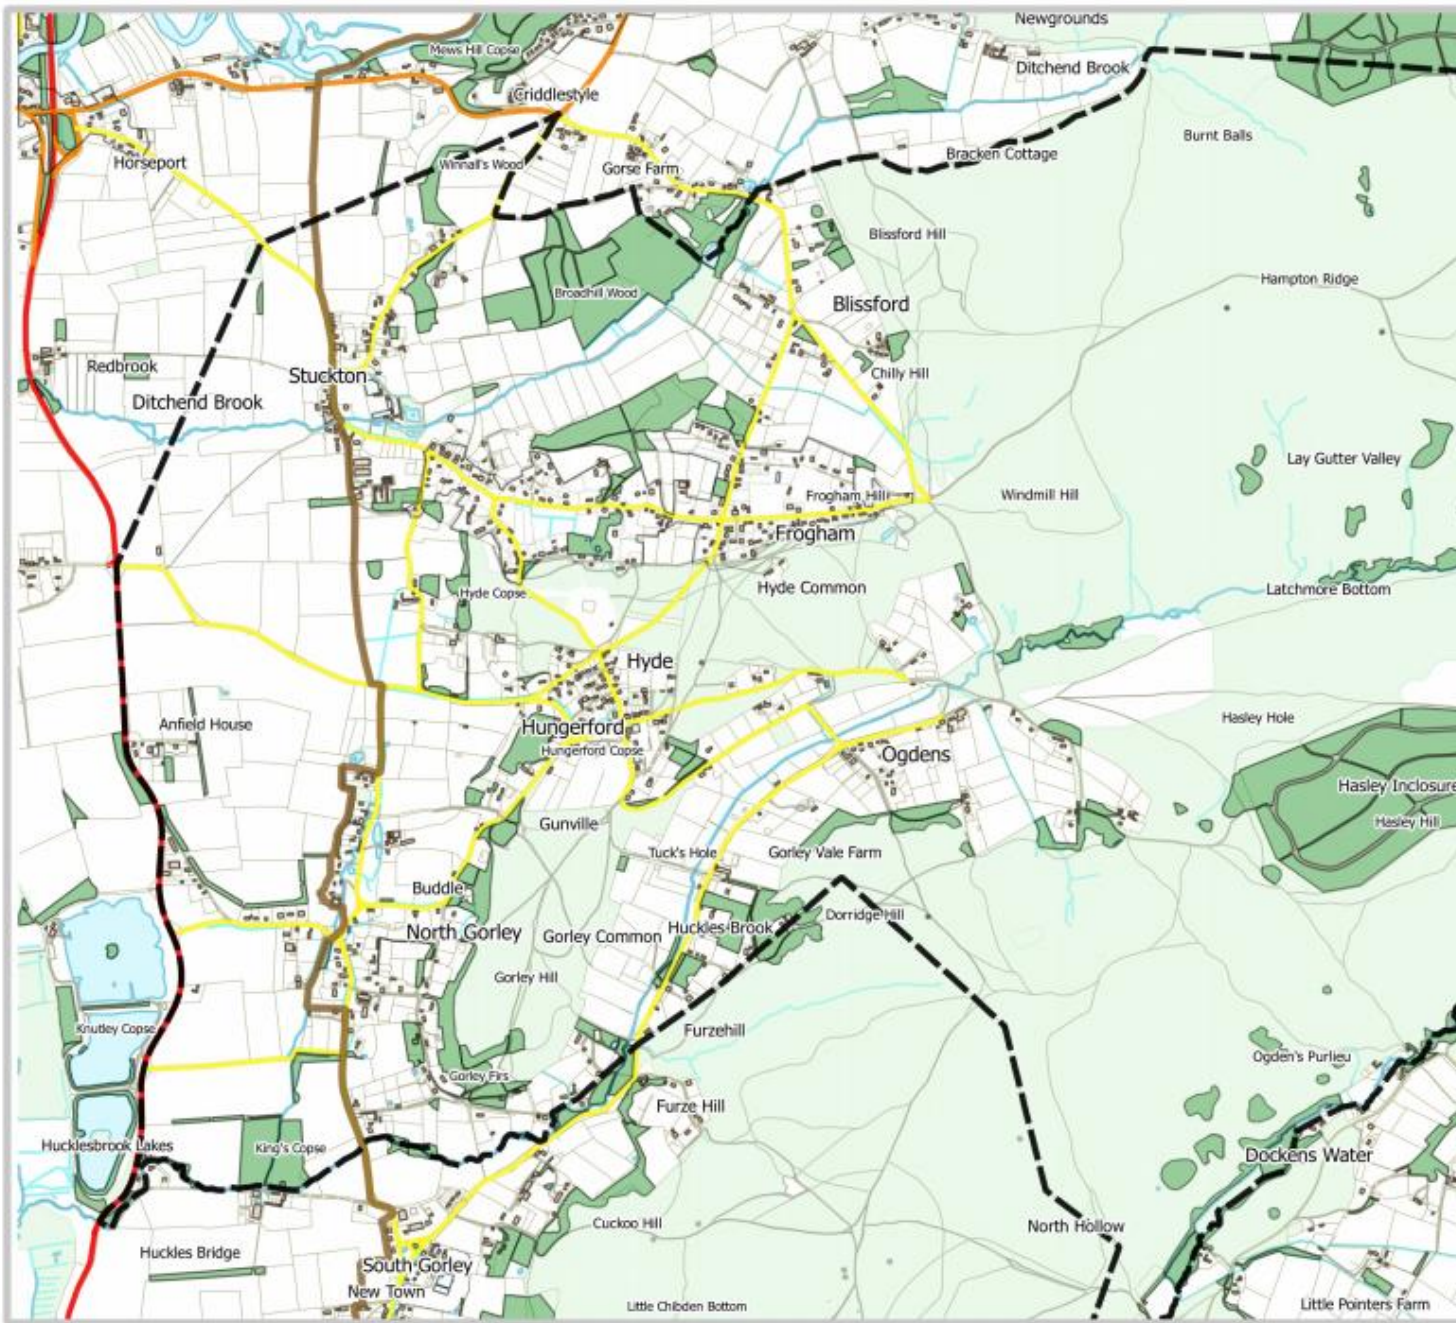 Newgrounds
Mews Hill Copse
Ditchend Brook
Criddlestyle
Burnt Balls
Bracken Cottage
Horseport
Winnall's Wood
Gorse Farm
Blissford Hill
Hampton Ridge
Broadhill Wood
Blissford
Redbrook
Stuckton
Chilly Hill
Ditchend Brook
Lay Gutter Valley
Frogham Hill
Windmill Hill
Frogham
Hyde Copse
Hyde Common
Latchmore Bottom
Hyde
Anfield House
Hungerford
Hasley Hole
Hungerford Copse
Ogdens
Hasley Inclosure
Gunville
Hasley Hill
Tuck's Hole
Gorley Vale Farm
Buddle
Dorridge Hill
North Gorley
Gorley Common
Huckles Brook
Gorley Hill
Knutley Copse
Furzehill
Ogden's Purlieu
Gorley Firs
Furze Hill
Hucklesbrook Lakes
King's Copse
Dockens Water
Cuckoo Hill
North Hollow
Huckles Bridge
South Gorley
New Town
Little Chibden Bottom
Little Pointers Farm